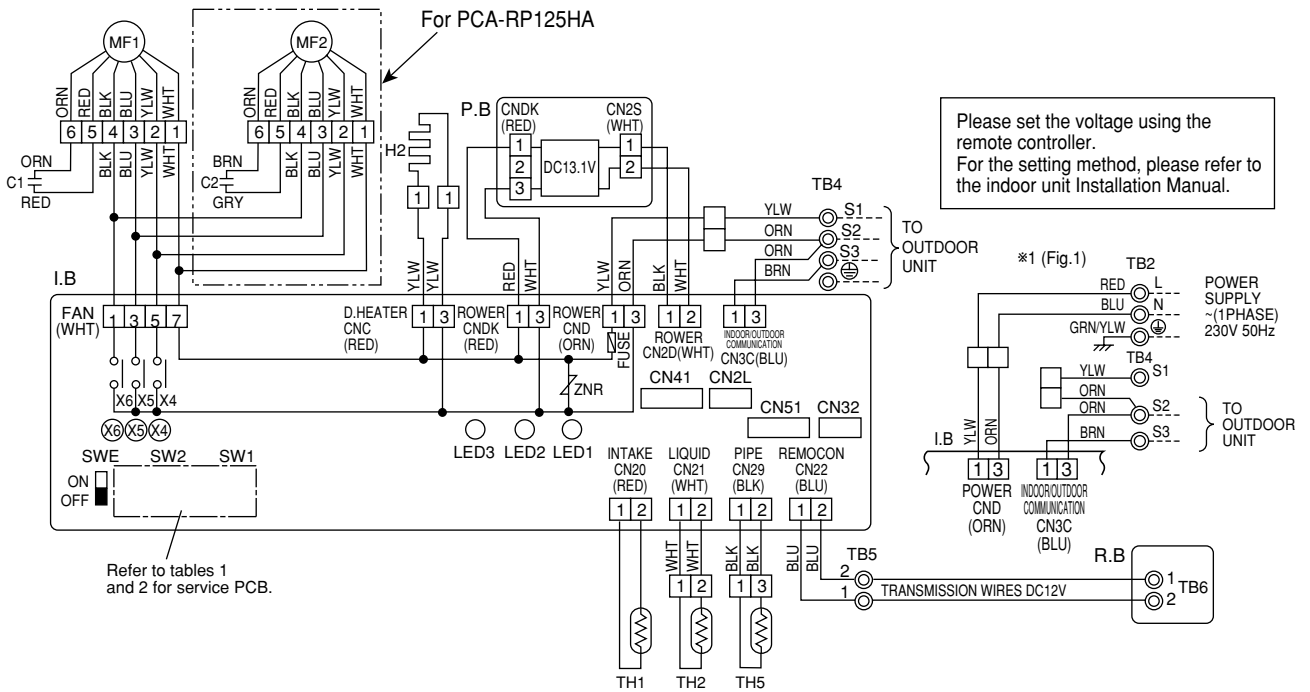 For PCA-RP125HA
MF1
MF2
ORN RED BLK BLU YLW WHT
ORN RED BLK BLU YLW WHT
6 5 4 3 2 1
6 5 4 3 2 1
ORN
C1
RED
BLK BLU YLW WHT
BRN
C2
GRY
BLK BLU YLW WHT
H2
1 1
P.B
CNDK
(RED)
CN2S
(WHT)
1
2
3
DC13.1V
1
2
Please set the voltage using the
remote controller.
For the setting method, please refer to
the indoor unit Installation Manual.
TB4
YLW S1
ORN S2
ORN S3
BRN
TO
OUTDOOR
UNIT
I.B
YLW YLW
RED WHT
YLW ORN
BLK WHT
FAN
(WHT)
1 3 5 7
D.HEATER
CNC
(RED)
1 3
ROWER
CNDK
(RED)
1 3
ROWER
CND
(ORN)
1 3
FUSE
1 2
ROWER
CN2D(WHT)
1 3
INDOOR/OUTDOOR
COMMUNICATION
CN3C(BLU)
ZNR
CN41 CN2L
CN51 CN32
X6 X5 X4
X6 X5 X4
LED3 LED2 LED1
SWE SW2 SW1
ON
OFF
INTAKE
CN20
(RED)
LIQUID
CN21
(WHT)
PIPE
CN29
(BLK)
REMOCON
CN22
(BLU)
1 2 1 2 1 2 1 2
WHT WHT BLK BLK BLU BLU
1 2 1 3
Refer to tables 1
and 2 for service PCB.
TH1 TH2 TH5
TB5
2
1
TRANSMISSION WIRES DC12V
R.B
1
2
TB6
※1 (Fig.1)
TB2
RED L
BLU N
GRN/YLW
POWER
SUPPLY
~(1PHASE)
230V 50Hz
TB4
YLW S1
ORN
ORN S2
BRN S3
TO
OUTDOOR
UNIT
I.B
YLW ORN
1 3 1 3
POWER
CND
(ORN)
INDOOR/OUTDOOR
COMMUNICATION
CN3C
(BLU)